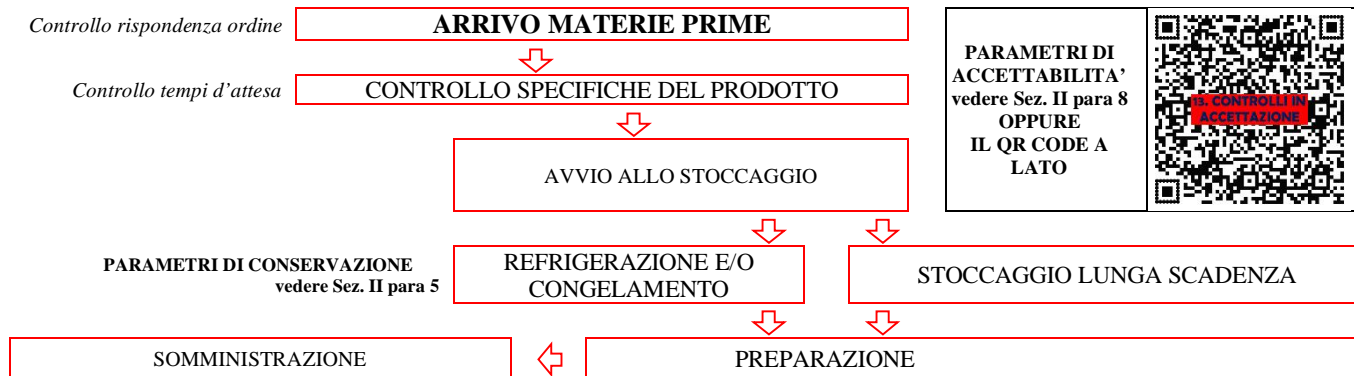 Controllo rispondenza ordine
ARRIVO MATERIE PRIME
Controllo tempi d'attesa
CONTROLLO SPECIFICHE DEL PRODOTTO
PARAMETRI DI
ACCETTABILITA'
vedere Sez. II para 8
OPPURE
IL QR CODE A
LATO
13. CONTROLLI IN
ACCETTAZIONE
AVVIO ALLO STOCCAGGIO
PARAMETRI DI CONSERVAZIONE
vedere Sez. II para 5
REFRIGERAZIONE E/O
CONGELAMENTO
STOCCAGGIO LUNGA SCADENZA
SOMMINISTRAZIONE
PREPARAZIONE